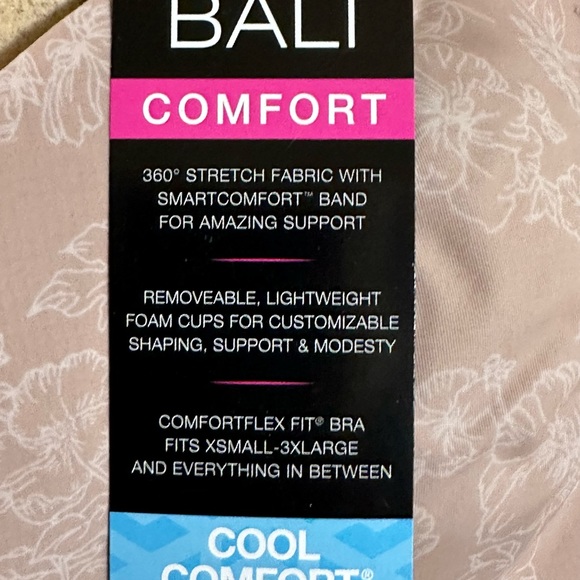 BALI
COMFORT
360° STRETCH FABRIC WITH
SMARTCOMFORT™ BAND
FOR AMAZING SUPPORT
REMOVEABLE, LIGHTWEIGHT
FOAM CUPS FOR CUSTOMIZABLE
SHAPING, SUPPORT & MODESTY
COMFORTFLEX FIT® BRA
FITS XSMALL-3XLARGE
AND EVERYTHING IN BETWEEN
COOL
COMFORT®